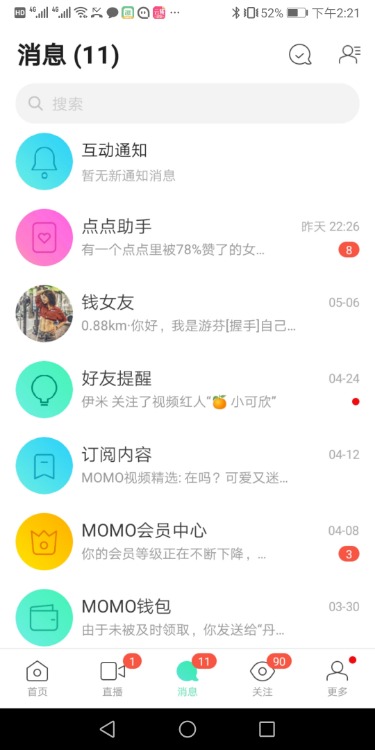 HD 4G 4G 52% 下午2:21
消息 (11)
搜索
互动通知
暂无新通知消息
点点助手 昨天 22:26
有一个点点里被78%赞了的女... 8
钱女友 05-06
0.88km·你好，我是游芬[握手]自己...
好友提醒 04-24
伊米 关注了视频红人“🍊 小可欣”
订阅内容 04-12
MOMO视频精选: 在吗？可爱又迷...
MOMO会员中心 04-08
你的会员等级正在不断下降，... 3
MOMO钱包 03-30
由于未被及时领取，你发送给“丹...
1 11 90
首页 直播 消息 关注 更多